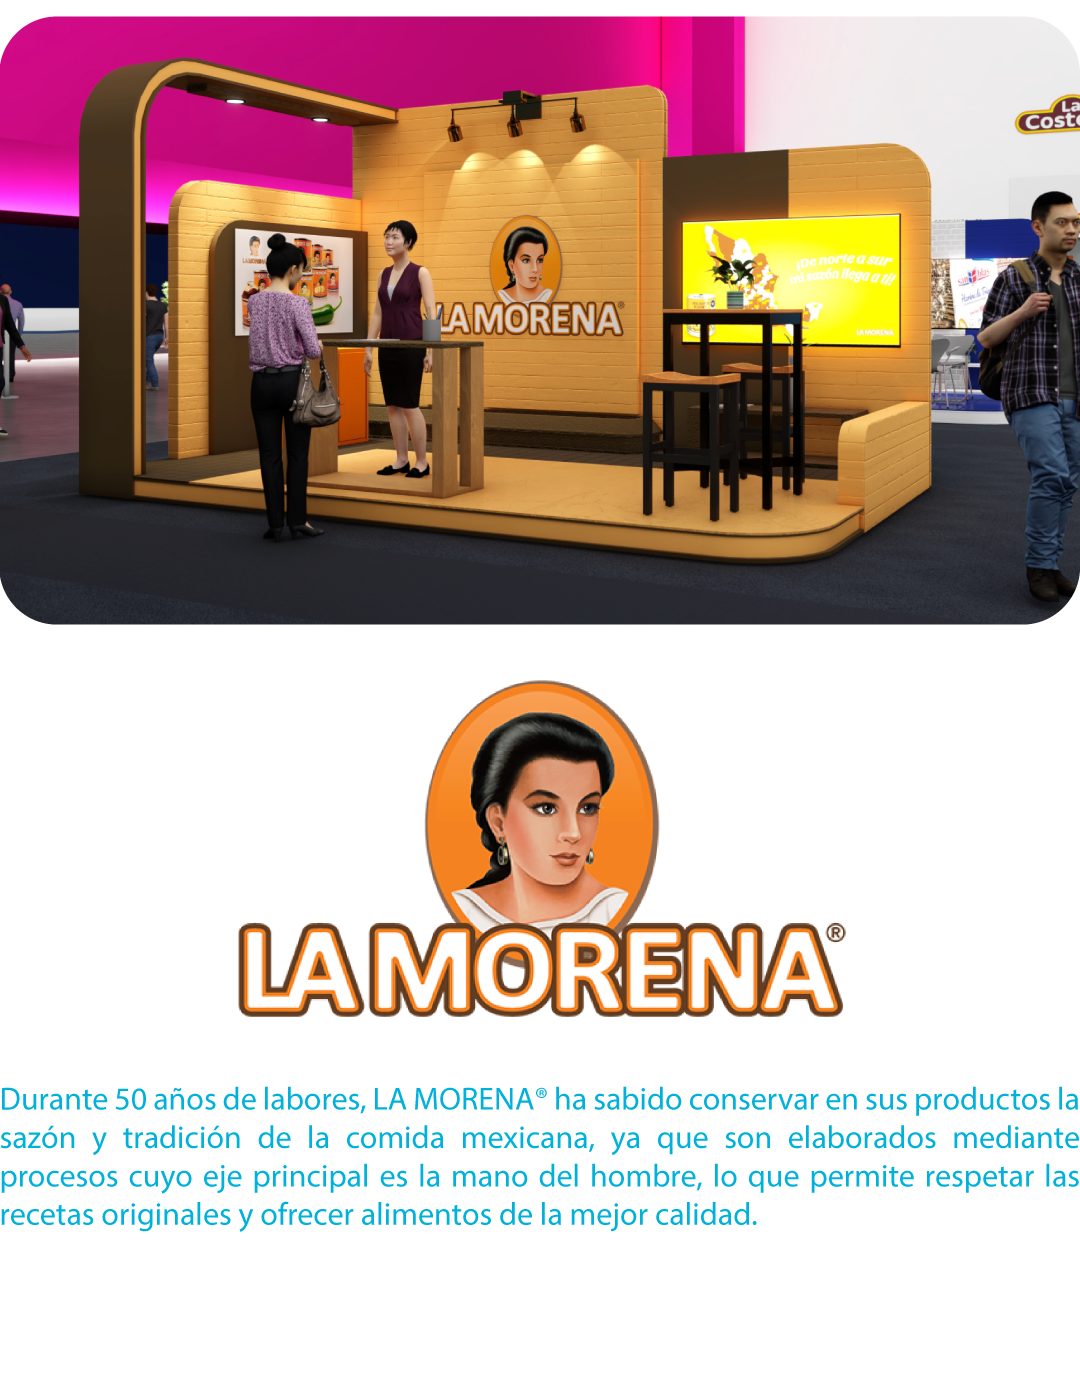 La
Coste
LA MORENA
LA MORENA®
¡De norte a sur
mi sazón llega a ti!
LA MORENA
LA MORENA®
Durante 50 años de labores, LA MORENA® ha sabido conservar en sus productos la
sazón y tradición de la comida mexicana, ya que son elaborados mediante
procesos cuyo eje principal es la mano del hombre, lo que permite respetar las
recetas originales y ofrecer alimentos de la mejor calidad.